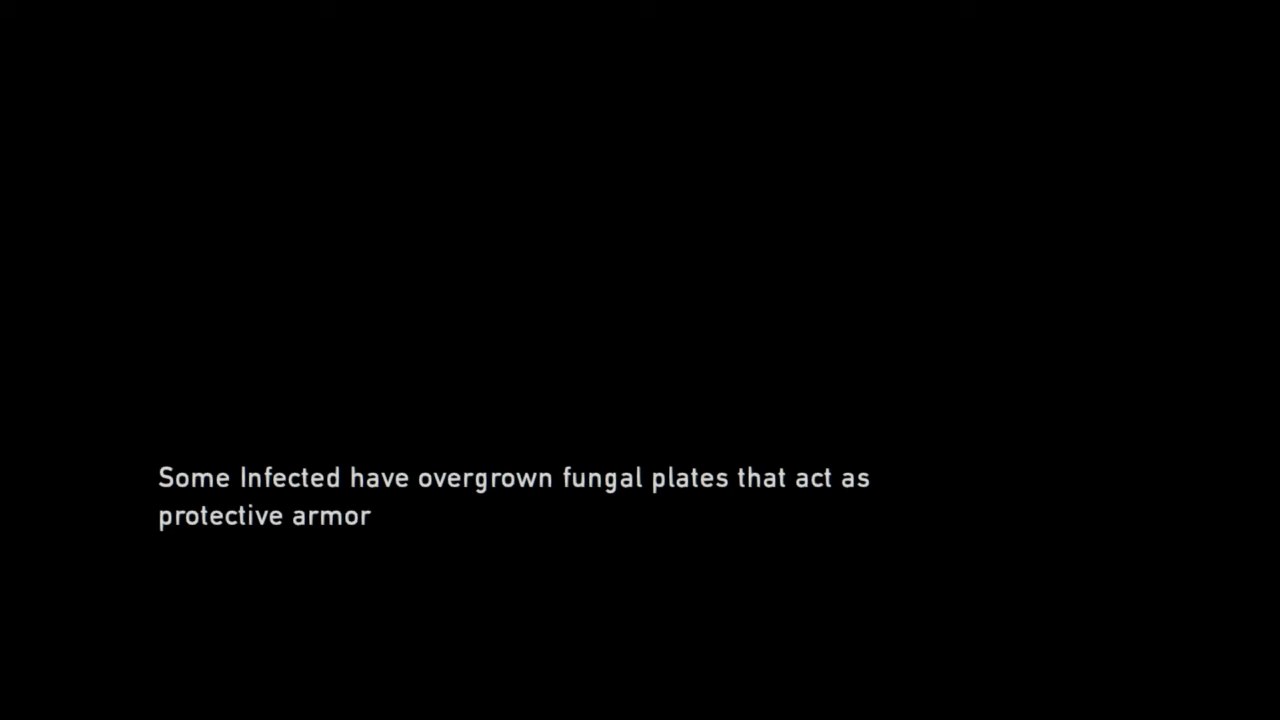 Some Infected have overgrown fungal plates that act as
protective armor